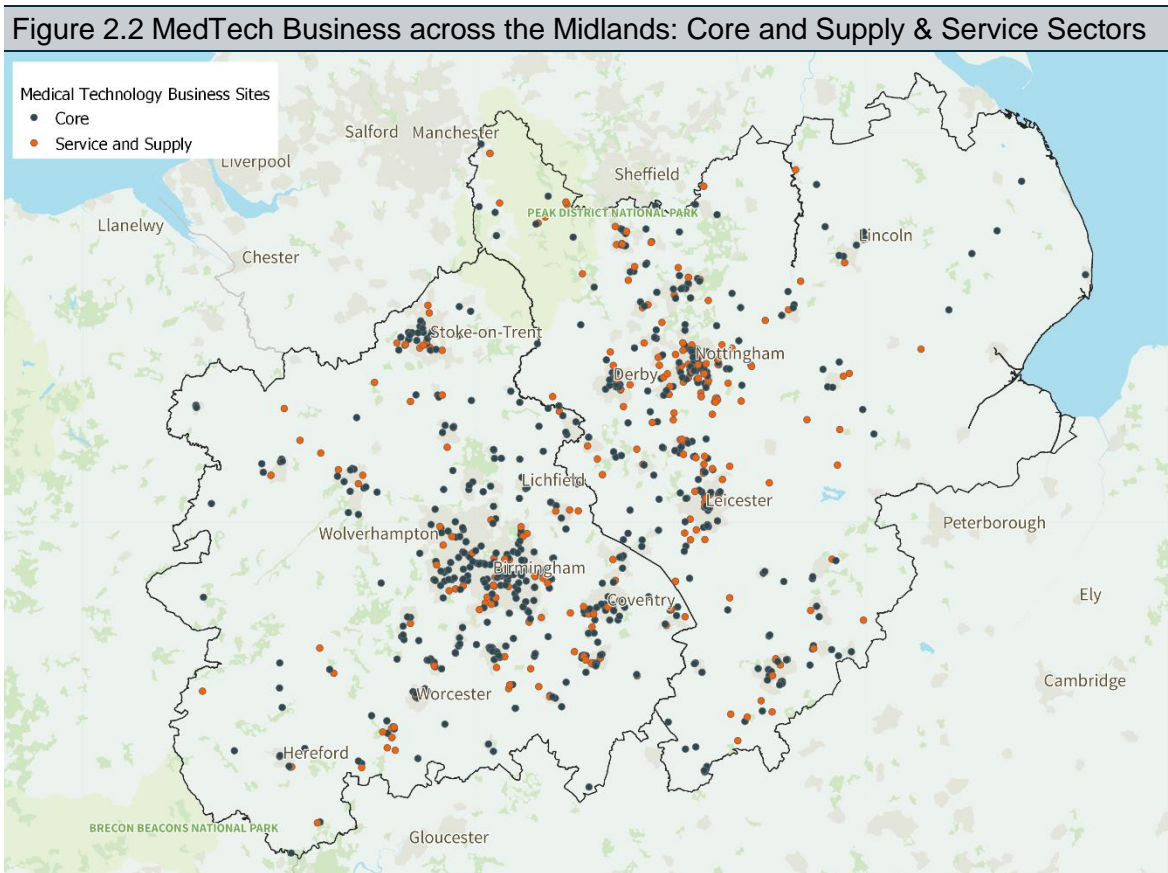 Figure 2.2 MedTech Business across the Midlands: Core and Supply & Service Sectors
Medical Technology Business Sites
Core
Service and Supply
Salford
Manchester
Liverpool
Sheffield
PEAK DISTRICT NATIONAL PARK
Llanelwy
Lincoln
Chester
Stoke-on-Trent
Nottingham
Derby
Lichfield
Leicester
Peterborough
Wolverhampton
Birmingham
Ely
Coventry
Cambridge
Worcester
Hereford
BRECON BEACONS NATIONAL PARK
Gloucester